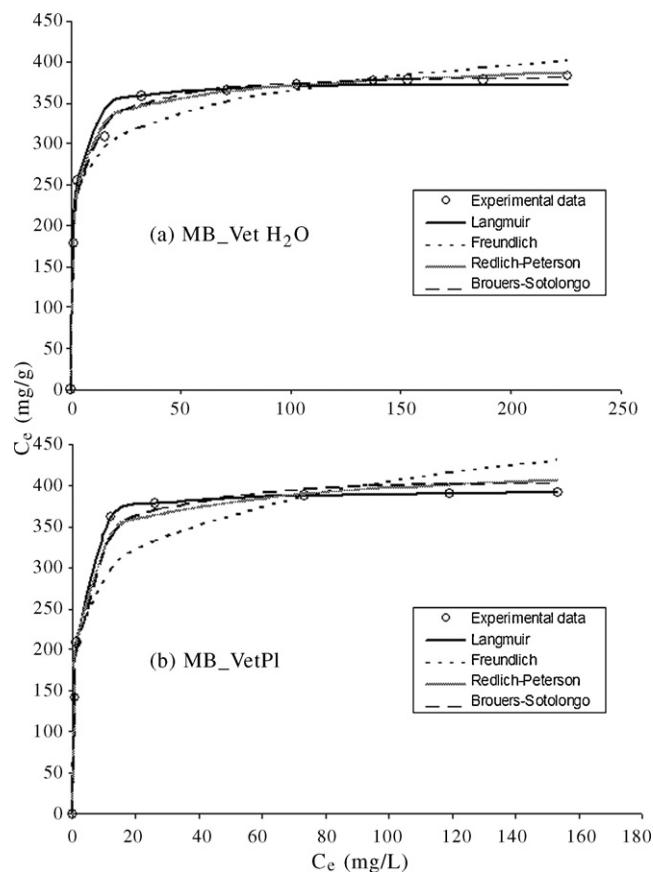 450
400
350
300
250
200
150
100
50
0
Experimental data
Langmuir
Freundlich
Redlich-Peterson
Brouers-Sotolongo
(a) MB_Vet H₂O
0 50 100 150 200 250
Cₑ (mg/g)
450
400
350
300
250
200
150
100
50
0
Experimental data
Langmuir
Freundlich
Redlich-Peterson
Brouers-Sotolongo
(b) MB_VetPl
0 20 40 60 80 100 120 140 160 180
Cₑ (mg/L)